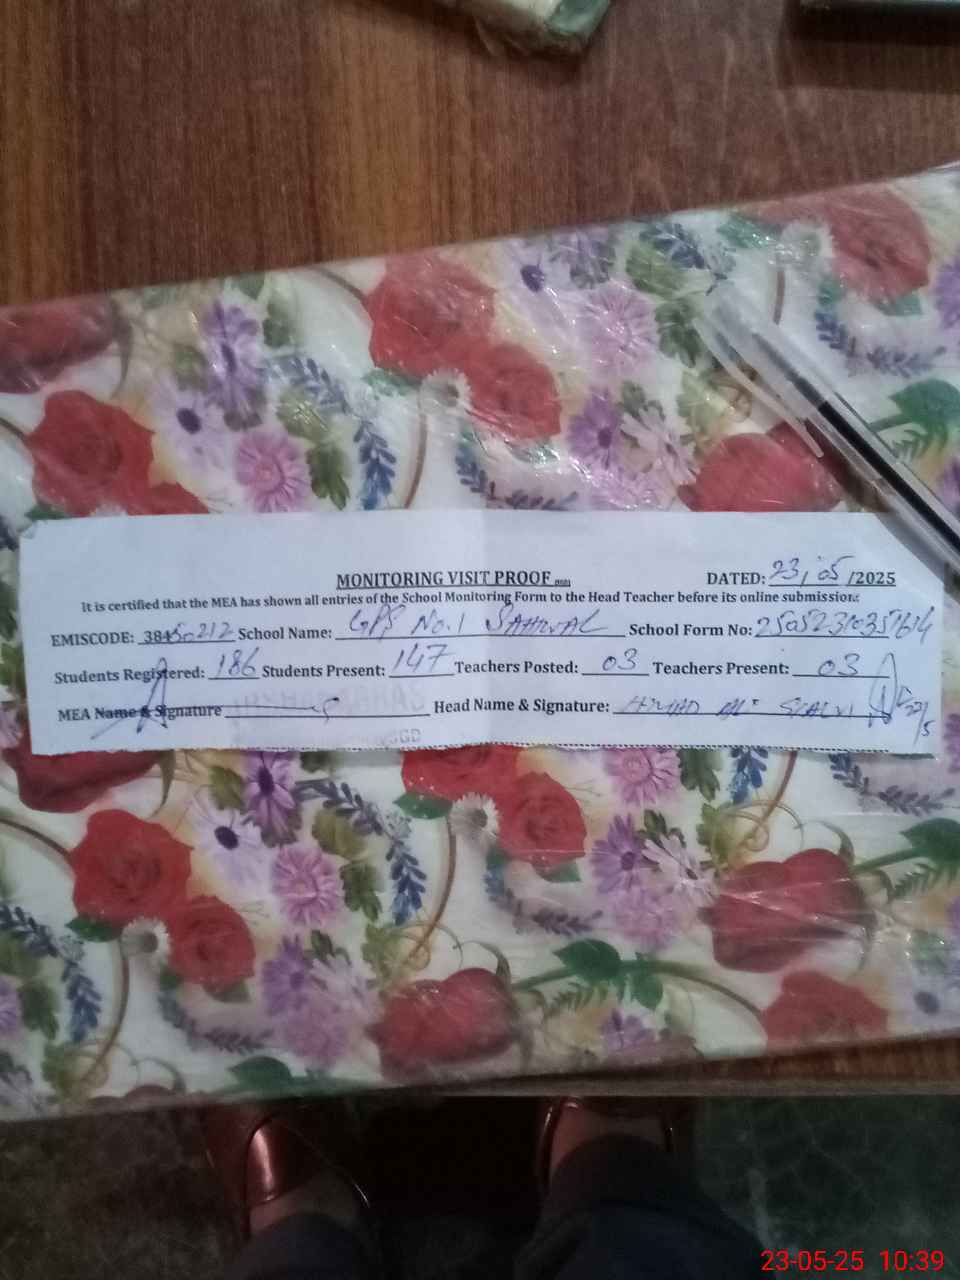 MONITORING VISIT PROOF DATED: 23/05/2025
It is certified that the MEA has shown all entries of the School Monitoring Form to the Head Teacher before its online submission:
EMISCODE: 38450212 School Name: GPS No.1 SAHIWAL School Form No: 2505231035
Students Registered: 186 Students Present: 147 Teachers Posted: 03 Teachers Present: 03
MEA Name & Signature Head Name & Signature:
23-05-25 10:39